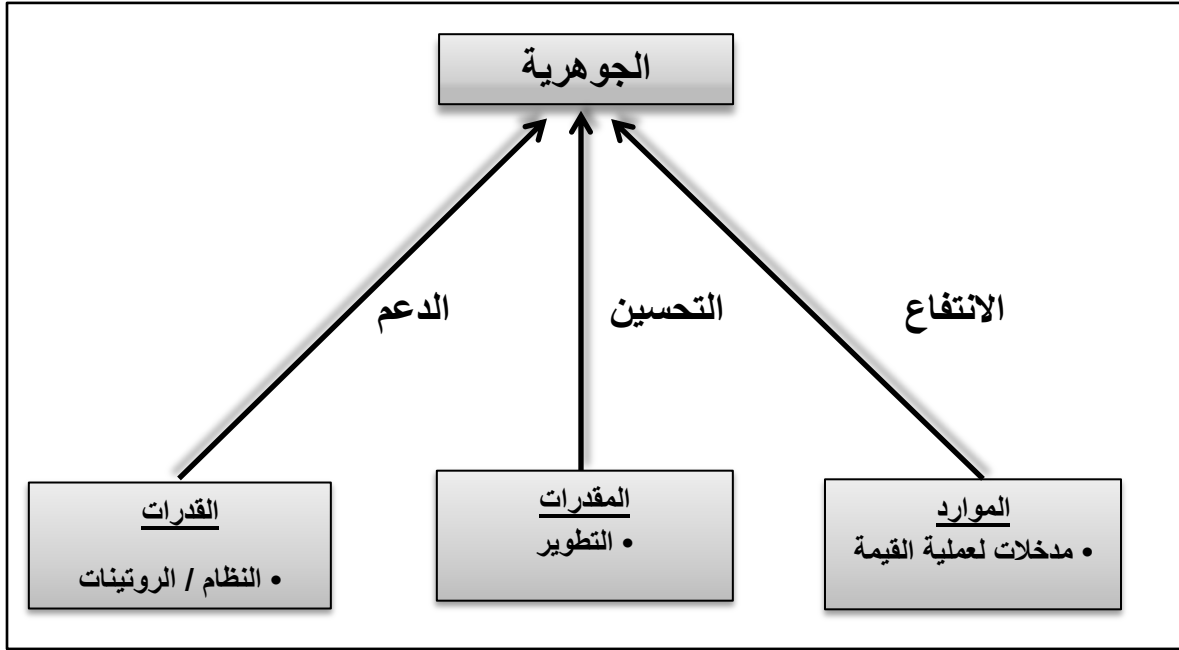 الجوهرية
الانتفاع
التحسين
الدعم
الموارد
• مدخلات لعملية القيمة
المقدرات
• التطوير
القدرات
• النظام / الروتينات